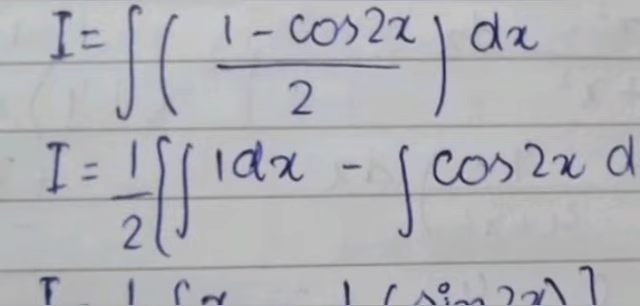 I = ∫ ( (1 - cos2x) / 2 ) dx
I = 1/2 [ ∫ 1dx - ∫ cos2x d